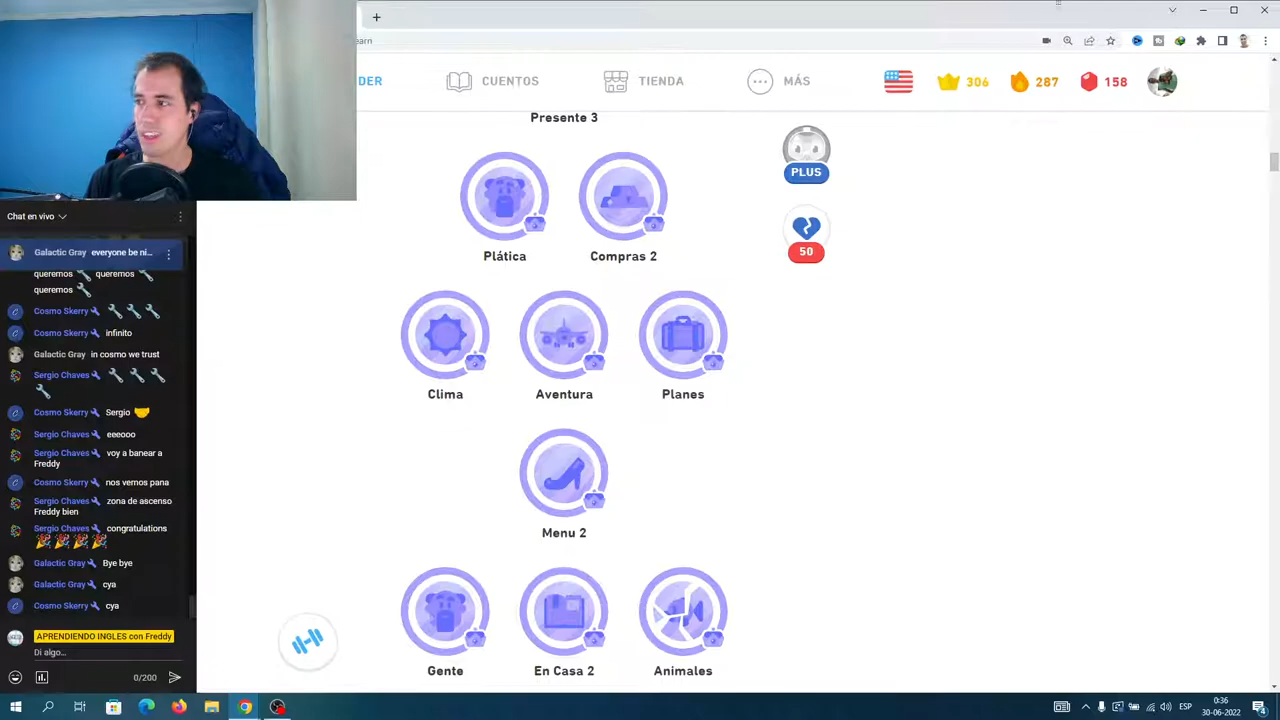 earn
DER
CUENTOS
TIENDA
MÁS
306
287
158
Presente 3
PLUS
50
Plática
Compras 2
Clima
Aventura
Planes
Menu 2
Gente
En Casa 2
Animales
Chat en vivo
Galactic Gray everyone be ni...
queremos queremos
queremos
Cosmo Skerry
Cosmo Skerry infinito
Galactic Gray in cosmo we trust
Sergio Chaves
Cosmo Skerry Sergio
Sergio Chaves eeeooo
Sergio Chaves voy a banear a
Freddy
Cosmo Skerry nos vemos pana
Sergio Chaves zona de ascenso
Freddy bien
Sergio Chaves congratulations
Galactic Gray Bye bye
Galactic Gray cya
Cosmo Skerry cya
APRENDIENDO INGLES con Freddy
Di algo...
0/200
ESP
0:36
30-06-2022
4